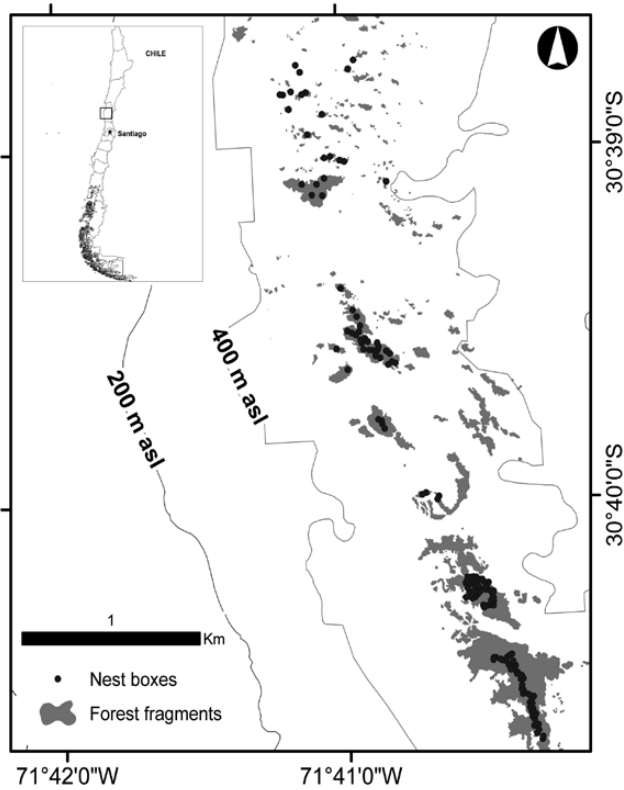 CHILE
Santiago
30°39'0"S
400 m asl
200 m asl
30°40'0"S
1
Km
Nest boxes
Forest fragments
71°42'0"W
71°41'0"W